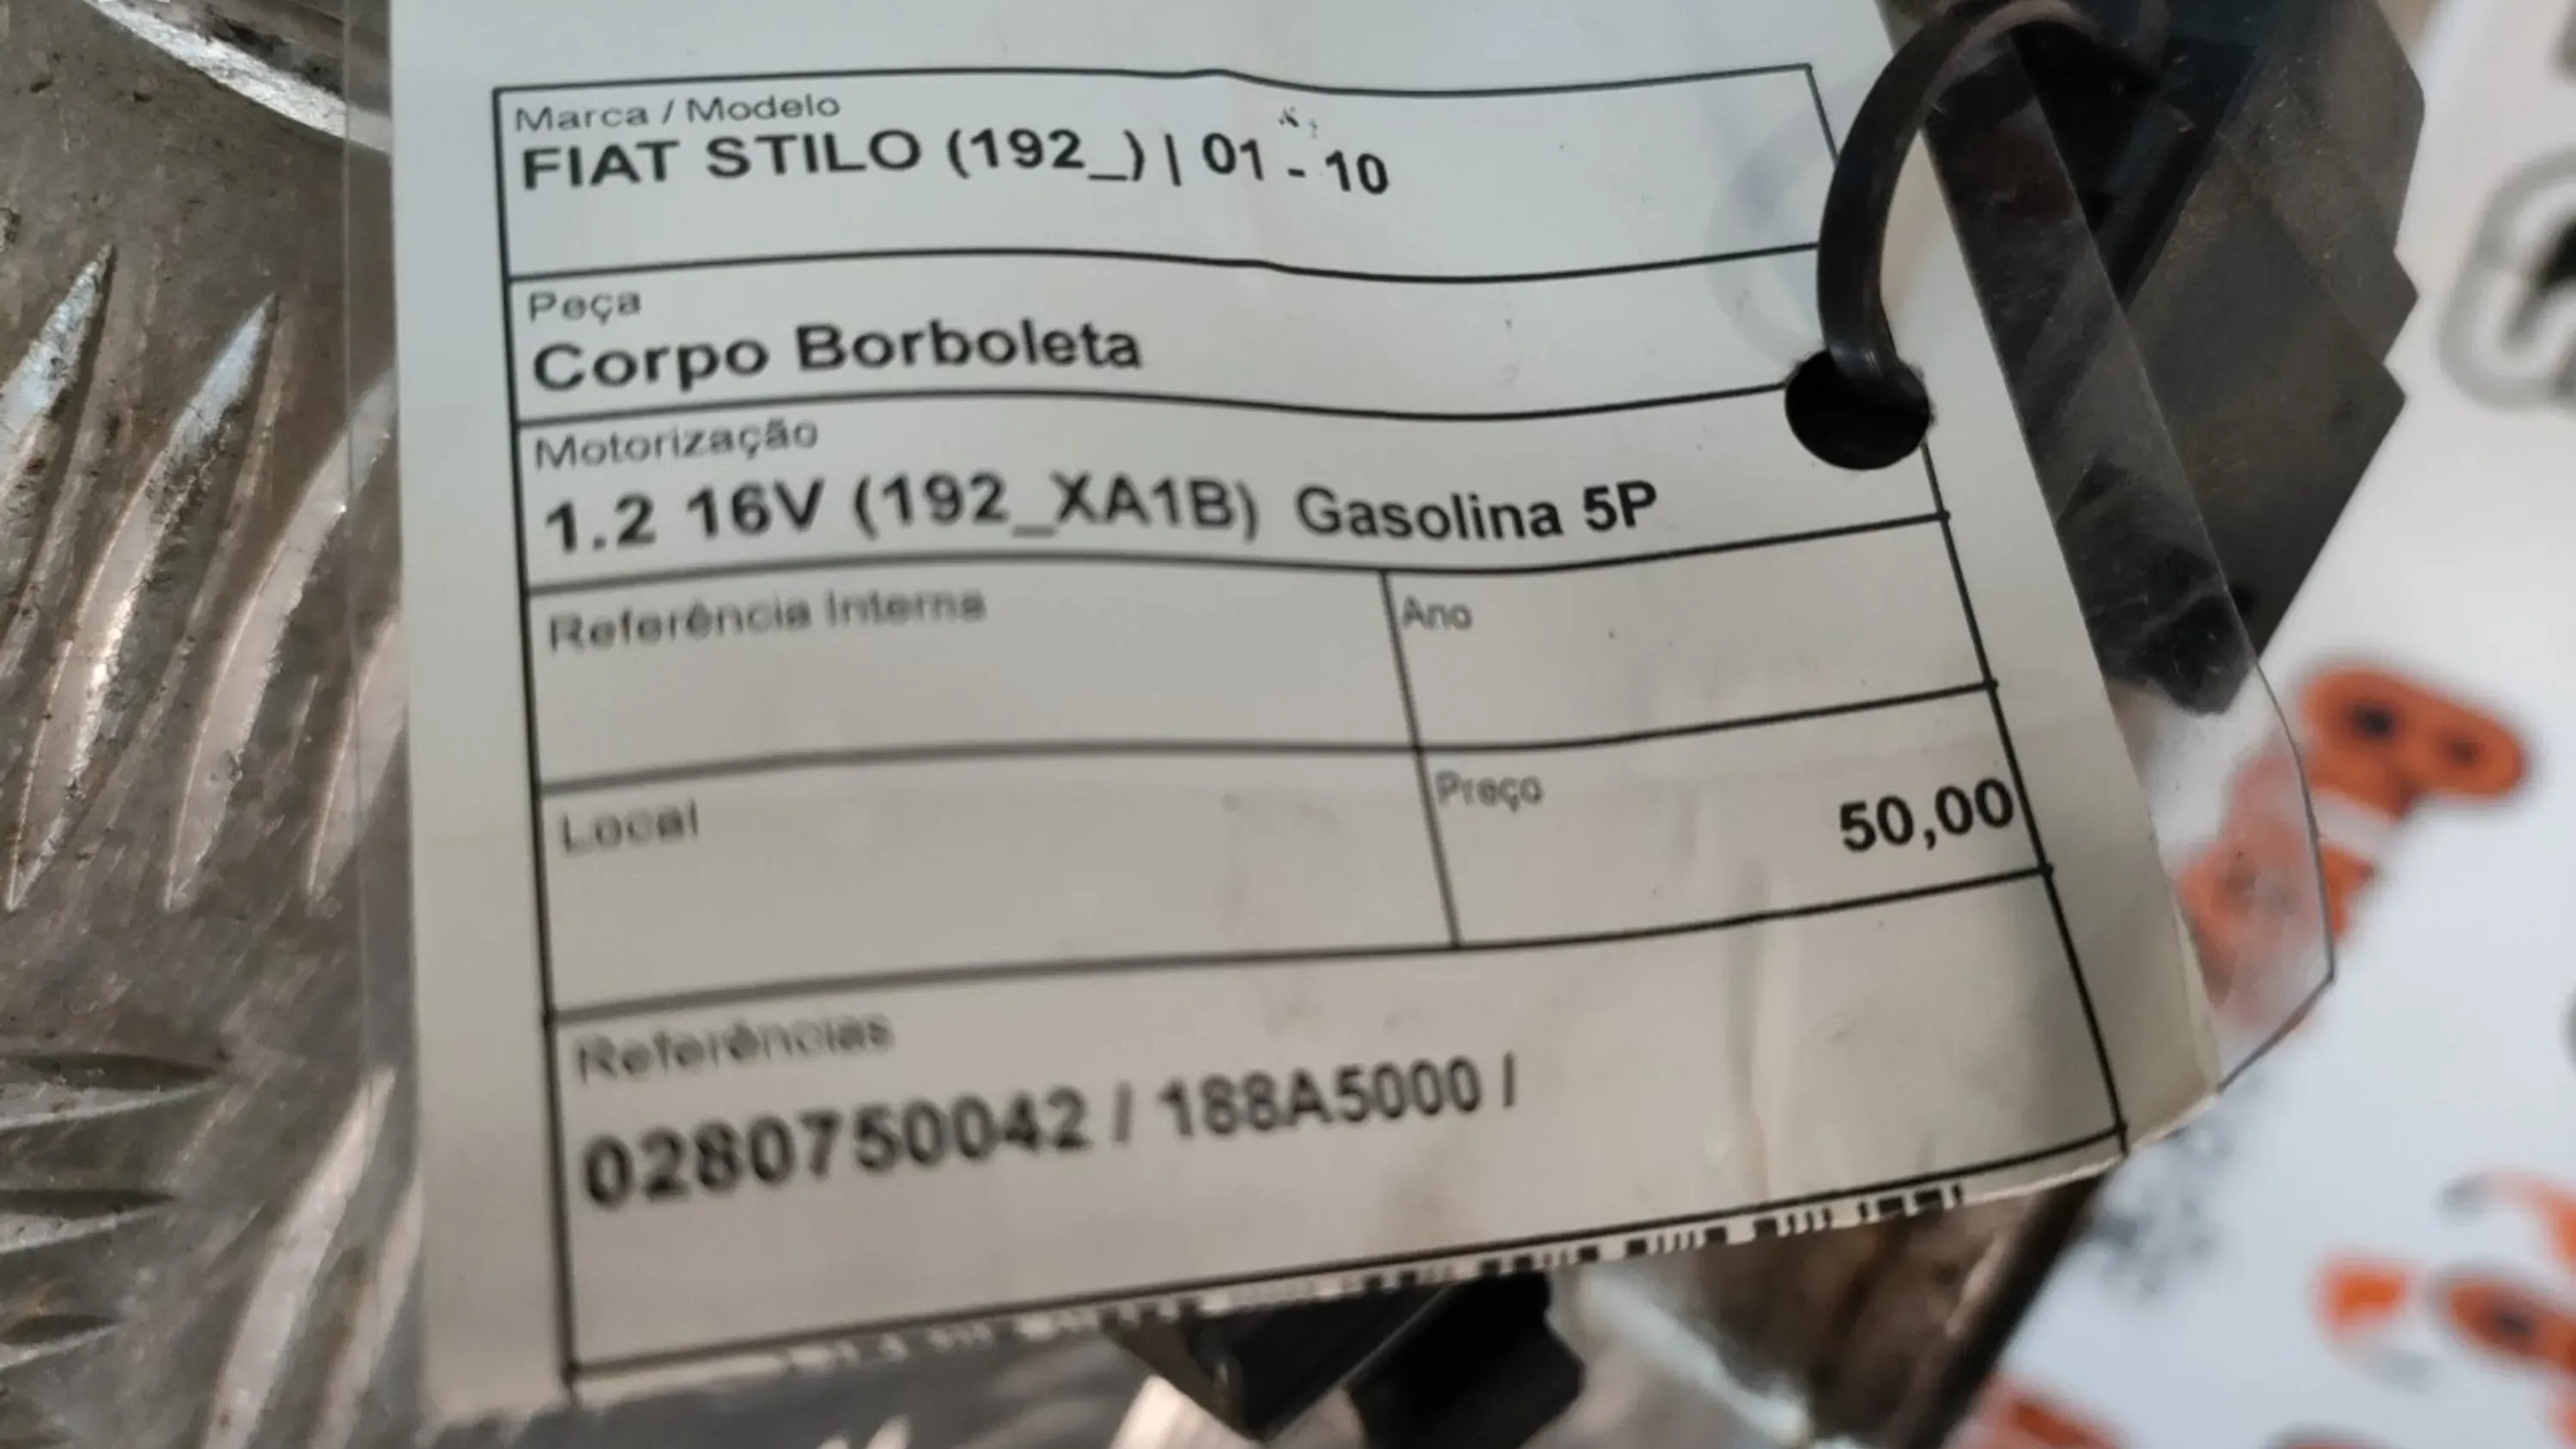 Marca / Modelo
FIAT STILO (192_) | 01 - 10
Peça
Corpo Borboleta
Motorização
1.2 16V (192_XA1B) Gasolina 5P
Referência Interna
Ano
Local
Preço
50,00
Referências
0280750042 / 188A5000 /